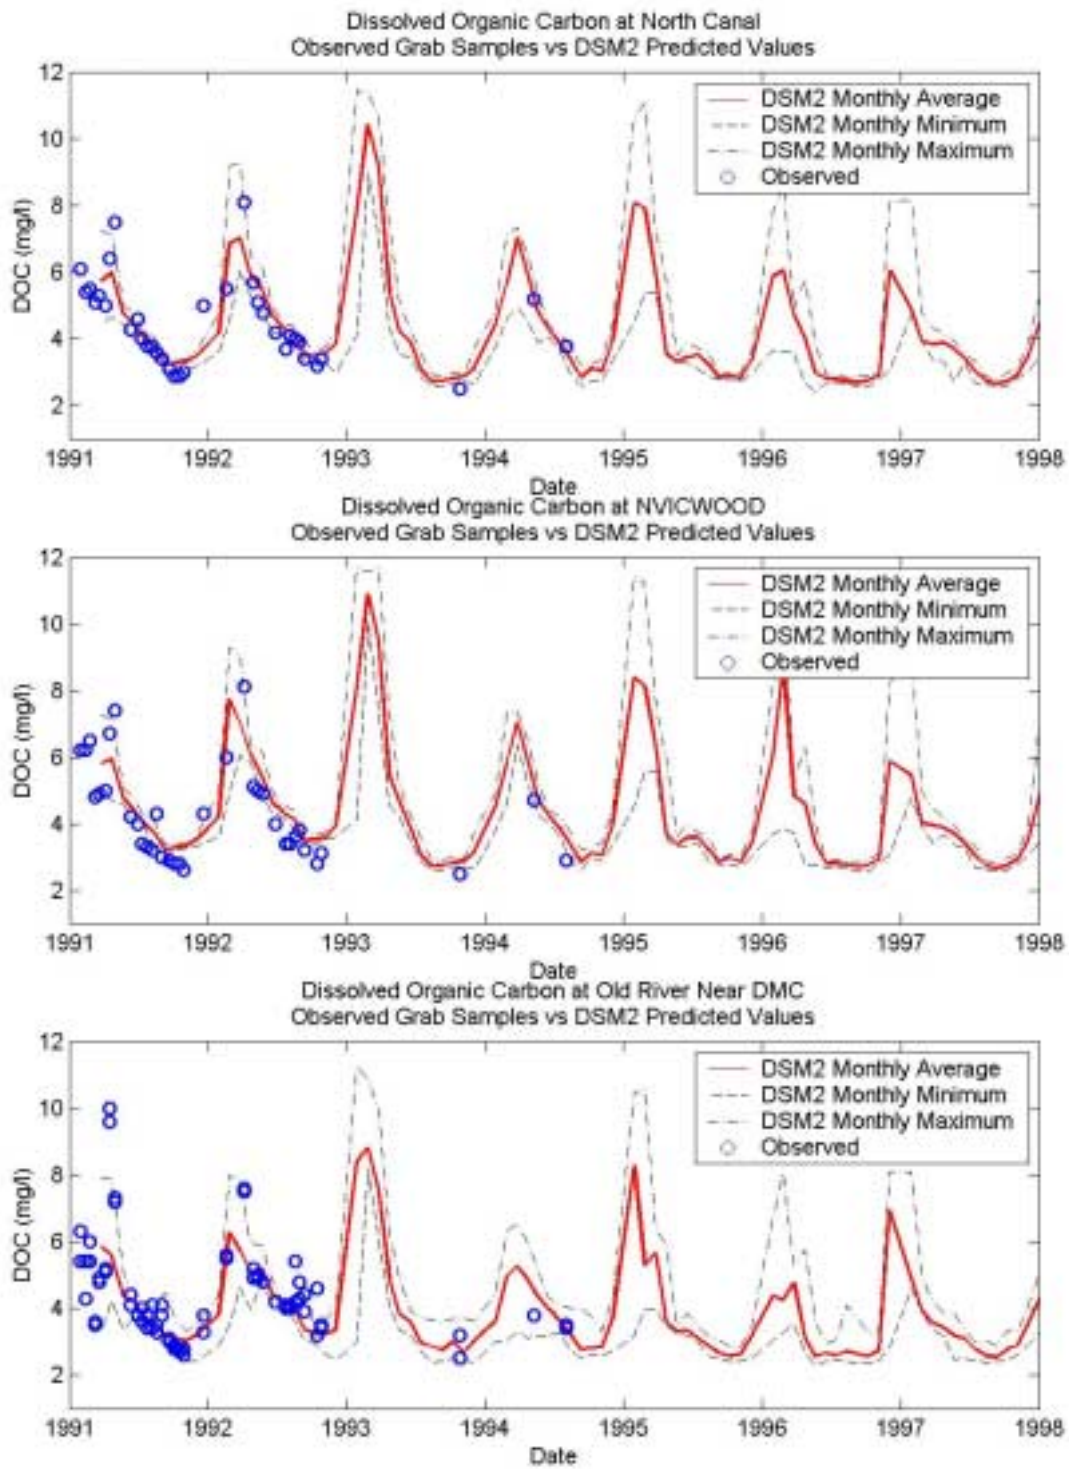 Dissolved Organic Carbon at North Canal
Observed Grab Samples vs DSM2 Predicted Values
12
10
8
6
4
2
DOC (mg/l)
DSM2 Monthly Average
DSM2 Monthly Minimum
DSM2 Monthly Maximum
Observed
1991 1992 1993 1994 1995 1996 1997 1998
Date
Dissolved Organic Carbon at NVICWOOD
Observed Grab Samples vs DSM2 Predicted Values
12
10
8
6
4
2
DOC (mg/l)
DSM2 Monthly Average
DSM2 Monthly Minimum
DSM2 Monthly Maximum
Observed
1991 1992 1993 1994 1995 1996 1997 1998
Date
Dissolved Organic Carbon at Old River Near DMC
Observed Grab Samples vs DSM2 Predicted Values
12
10
8
6
4
2
DOC (mg/l)
DSM2 Monthly Average
DSM2 Monthly Minimum
DSM2 Monthly Maximum
Observed
1991 1992 1993 1994 1995 1996 1997 1998
Date